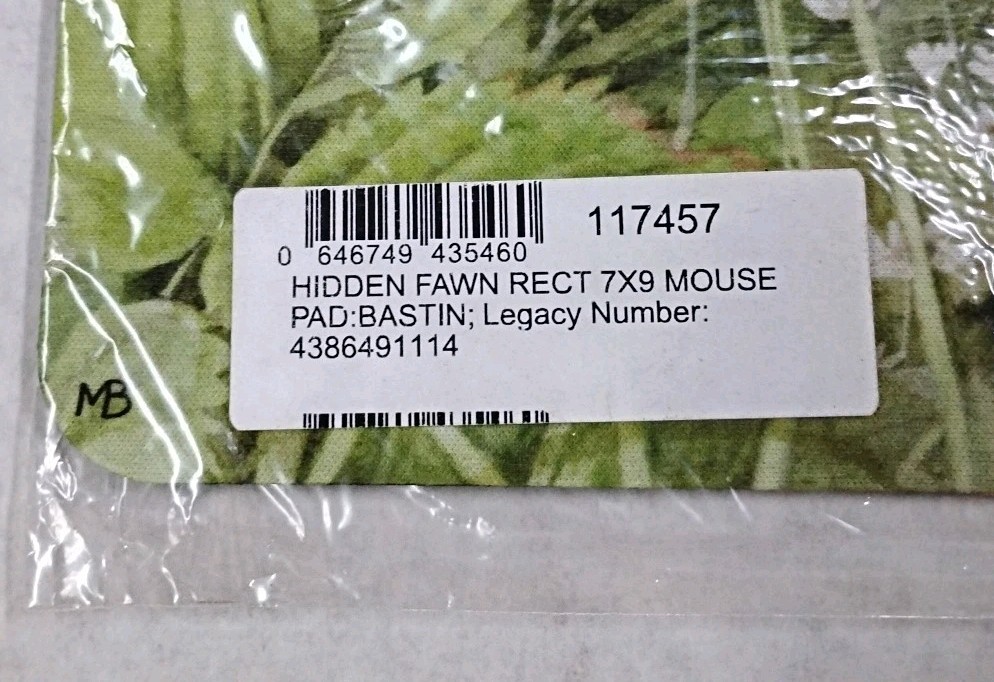 117457
0 646749 435460
HIDDEN FAWN RECT 7X9 MOUSE
PAD:BASTIN; Legacy Number:
4386491114
MB